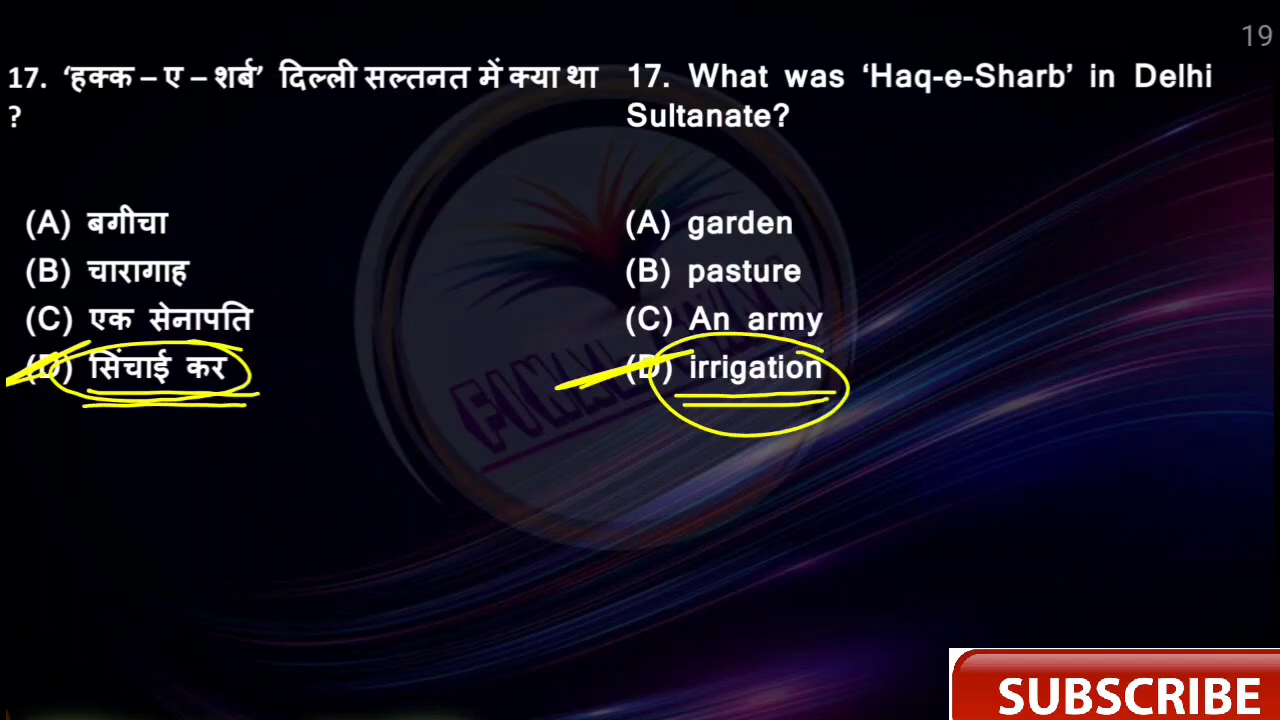 19
17. ‘हक्क – ए – शर्ब’ दिल्ली सल्तनत में क्या था
?
(A) बगीचा
(B) चारागाह
(C) एक सेनापति
(D) सिंचाई कर
17. What was ‘Haq-e-Sharb’ in Delhi
Sultanate?
(A) garden
(B) pasture
(C) An army
(D) irrigation
SUBSCRIBE